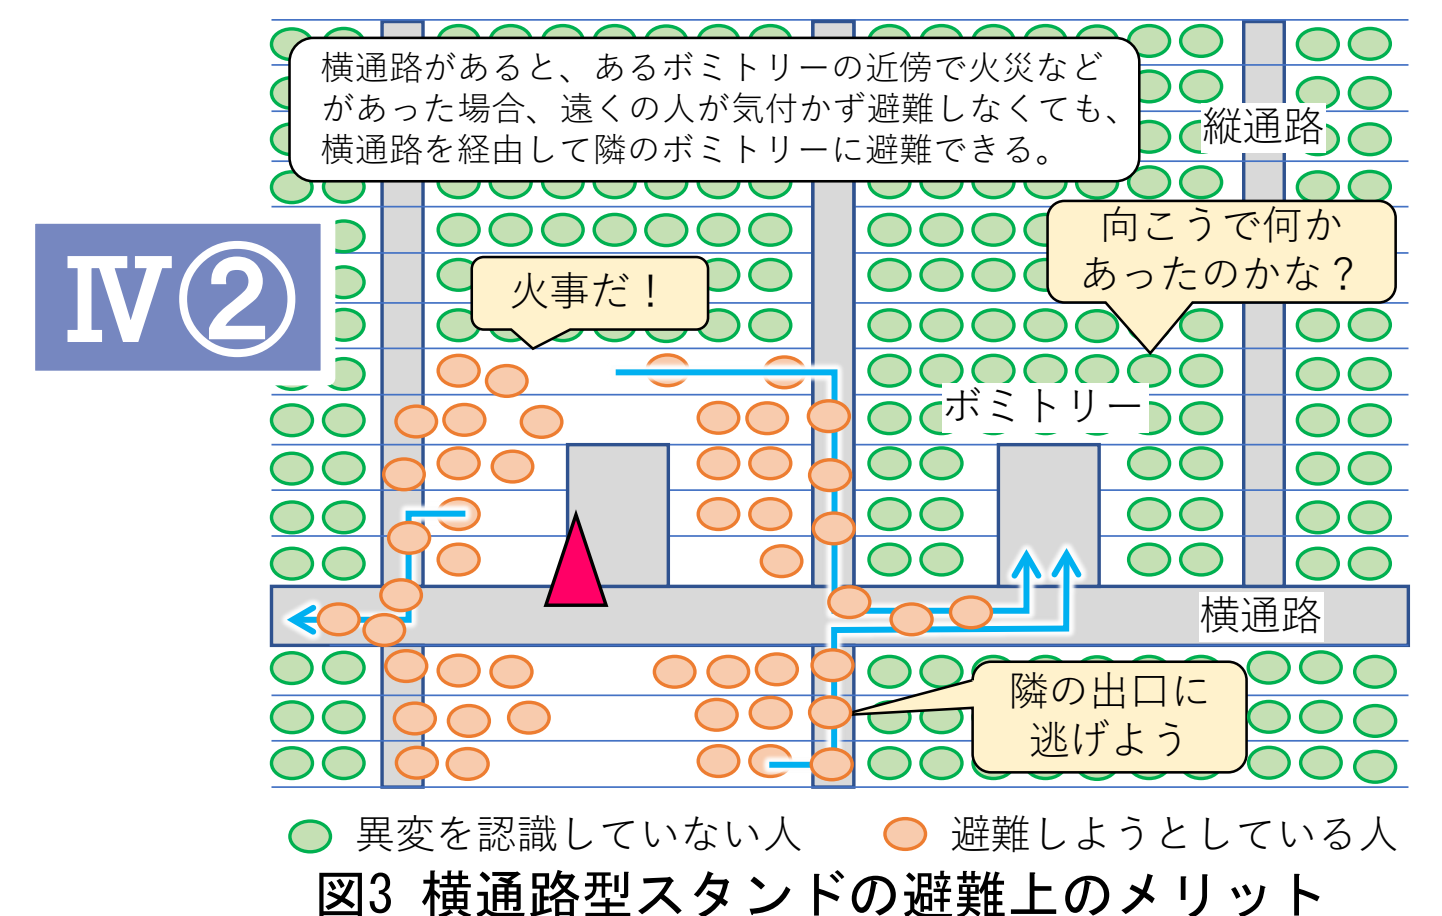 横通路があると、あるボミトリーの近傍で火災など
があった場合、遠くの人が気付かず避難しなくても、
横通路を経由して隣のボミトリーに避難できる。
縦通路
Ⅳ②
火事だ！
向こうで何か
あったのかな？
ボミトリー
横通路
隣の出口に
逃げよう
異変を認識していない人
避難しようとしている人
図3 横通路型スタンドの避難上のメリット